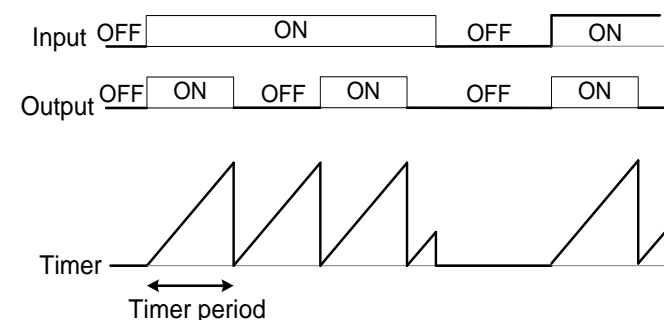 Input OFF ON OFF ON
Output OFF ON OFF ON OFF ON
Timer
Timer period